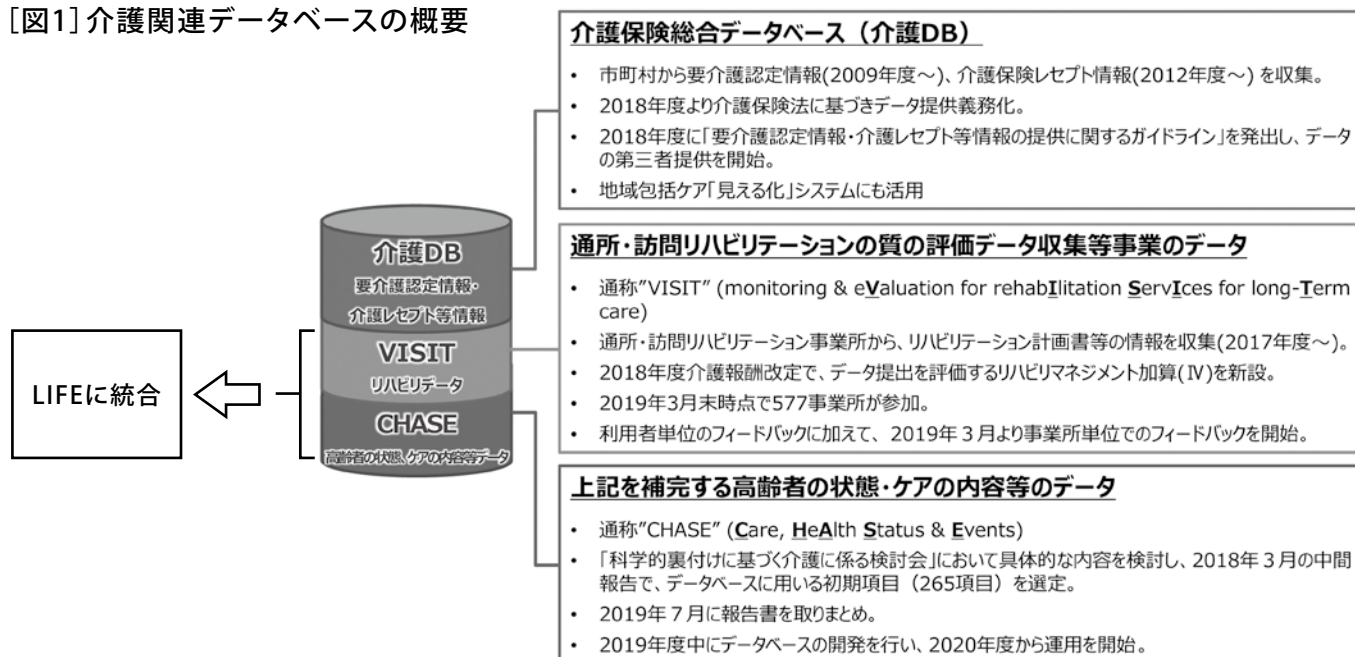 [図1]介護関連データベースの概要
介護保険総合データベース（介護DB）
• 市町村から要介護認定情報(2009年度～)、介護保険レセプト情報(2012年度～) を収集。
• 2018年度より介護保険法に基づきデータ提供義務化。
• 2018年度に「要介護認定情報・介護レセプト等情報の提供に関するガイドライン」を発出し、データ
の第三者提供を開始。
• 地域包括ケア「見える化」システムにも活用
通所・訪問リハビリテーションの質の評価データ収集等事業のデータ
• 通称”VISIT” (monitoring & eValuation for rehabIlitation ServIces for long-Term
care)
• 通所・訪問リハビリテーション事業所から、リハビリテーション計画書等の情報を収集(2017年度～)。
• 2018年度介護報酬改定で、データ提出を評価するリハビリマネジメント加算(Ⅳ)を新設。
• 2019年3月末時点で577事業所が参加。
• 利用者単位のフィードバックに加えて、2019年３月より事業所単位でのフィードバックを開始。
上記を補完する高齢者の状態・ケアの内容等のデータ
• 通称”CHASE” (Care, HeAlth Status & Events)
• 「科学的裏付けに基づく介護に係る検討会」において具体的な内容を検討し、2018年３月の中間
報告で、データベースに用いる初期項目（265項目）を選定。
• 2019年７月に報告書を取りまとめ。
• 2019年度中にデータベースの開発を行い、2020年度から運用を開始。
介護DB
要介護認定情報・
介護レセプト等情報
VISIT
リハビリデータ
CHASE
高齢者の状態、ケアの内容等データ
LIFEに統合